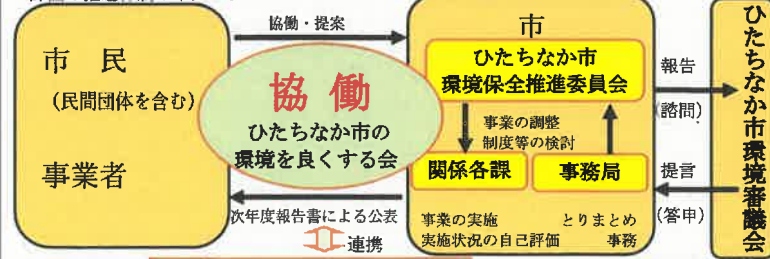 協働・提案
市　民
（民間団体を含む）
事業者
協 働
ひたちなか市の
環境を良くする会
次年度報告書による公表
連携
市
ひたちなか市
環境保全推進委員会
事業の調整
制度等の検討
関係各課
事務局
事業の実施
実施状況の自己評価
とりまとめ
事務
報告
（諮問）
提言
（答申）
ひたちなか市環境審議会